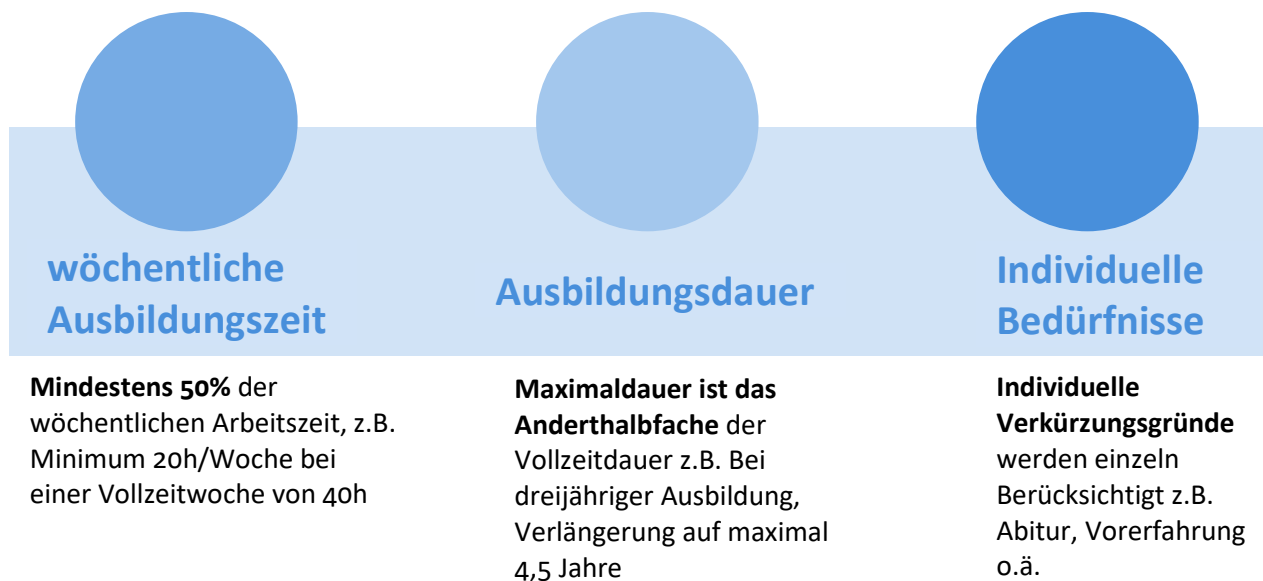 wöchentliche
Ausbildungszeit
Mindestens 50% der
wöchentlichen Arbeitszeit, z.B.
Minimum 20h/Woche bei
einer Vollzeitwoche von 40h
Ausbildungsdauer
Maximaldauer ist das
Anderthalbfache der
Vollzeitdauer z.B. Bei
dreijähriger Ausbildung,
Verlängerung auf maximal
4,5 Jahre
Individuelle
Bedürfnisse
Individuelle
Verkürzungsgründe
werden einzeln
Berücksichtigt z.B.
Abitur, Vorerfahrung
o.ä.